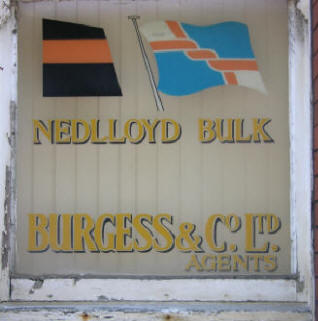 NEDLLOYD BULK
BURGESS & Co. LTD.
AGENTS